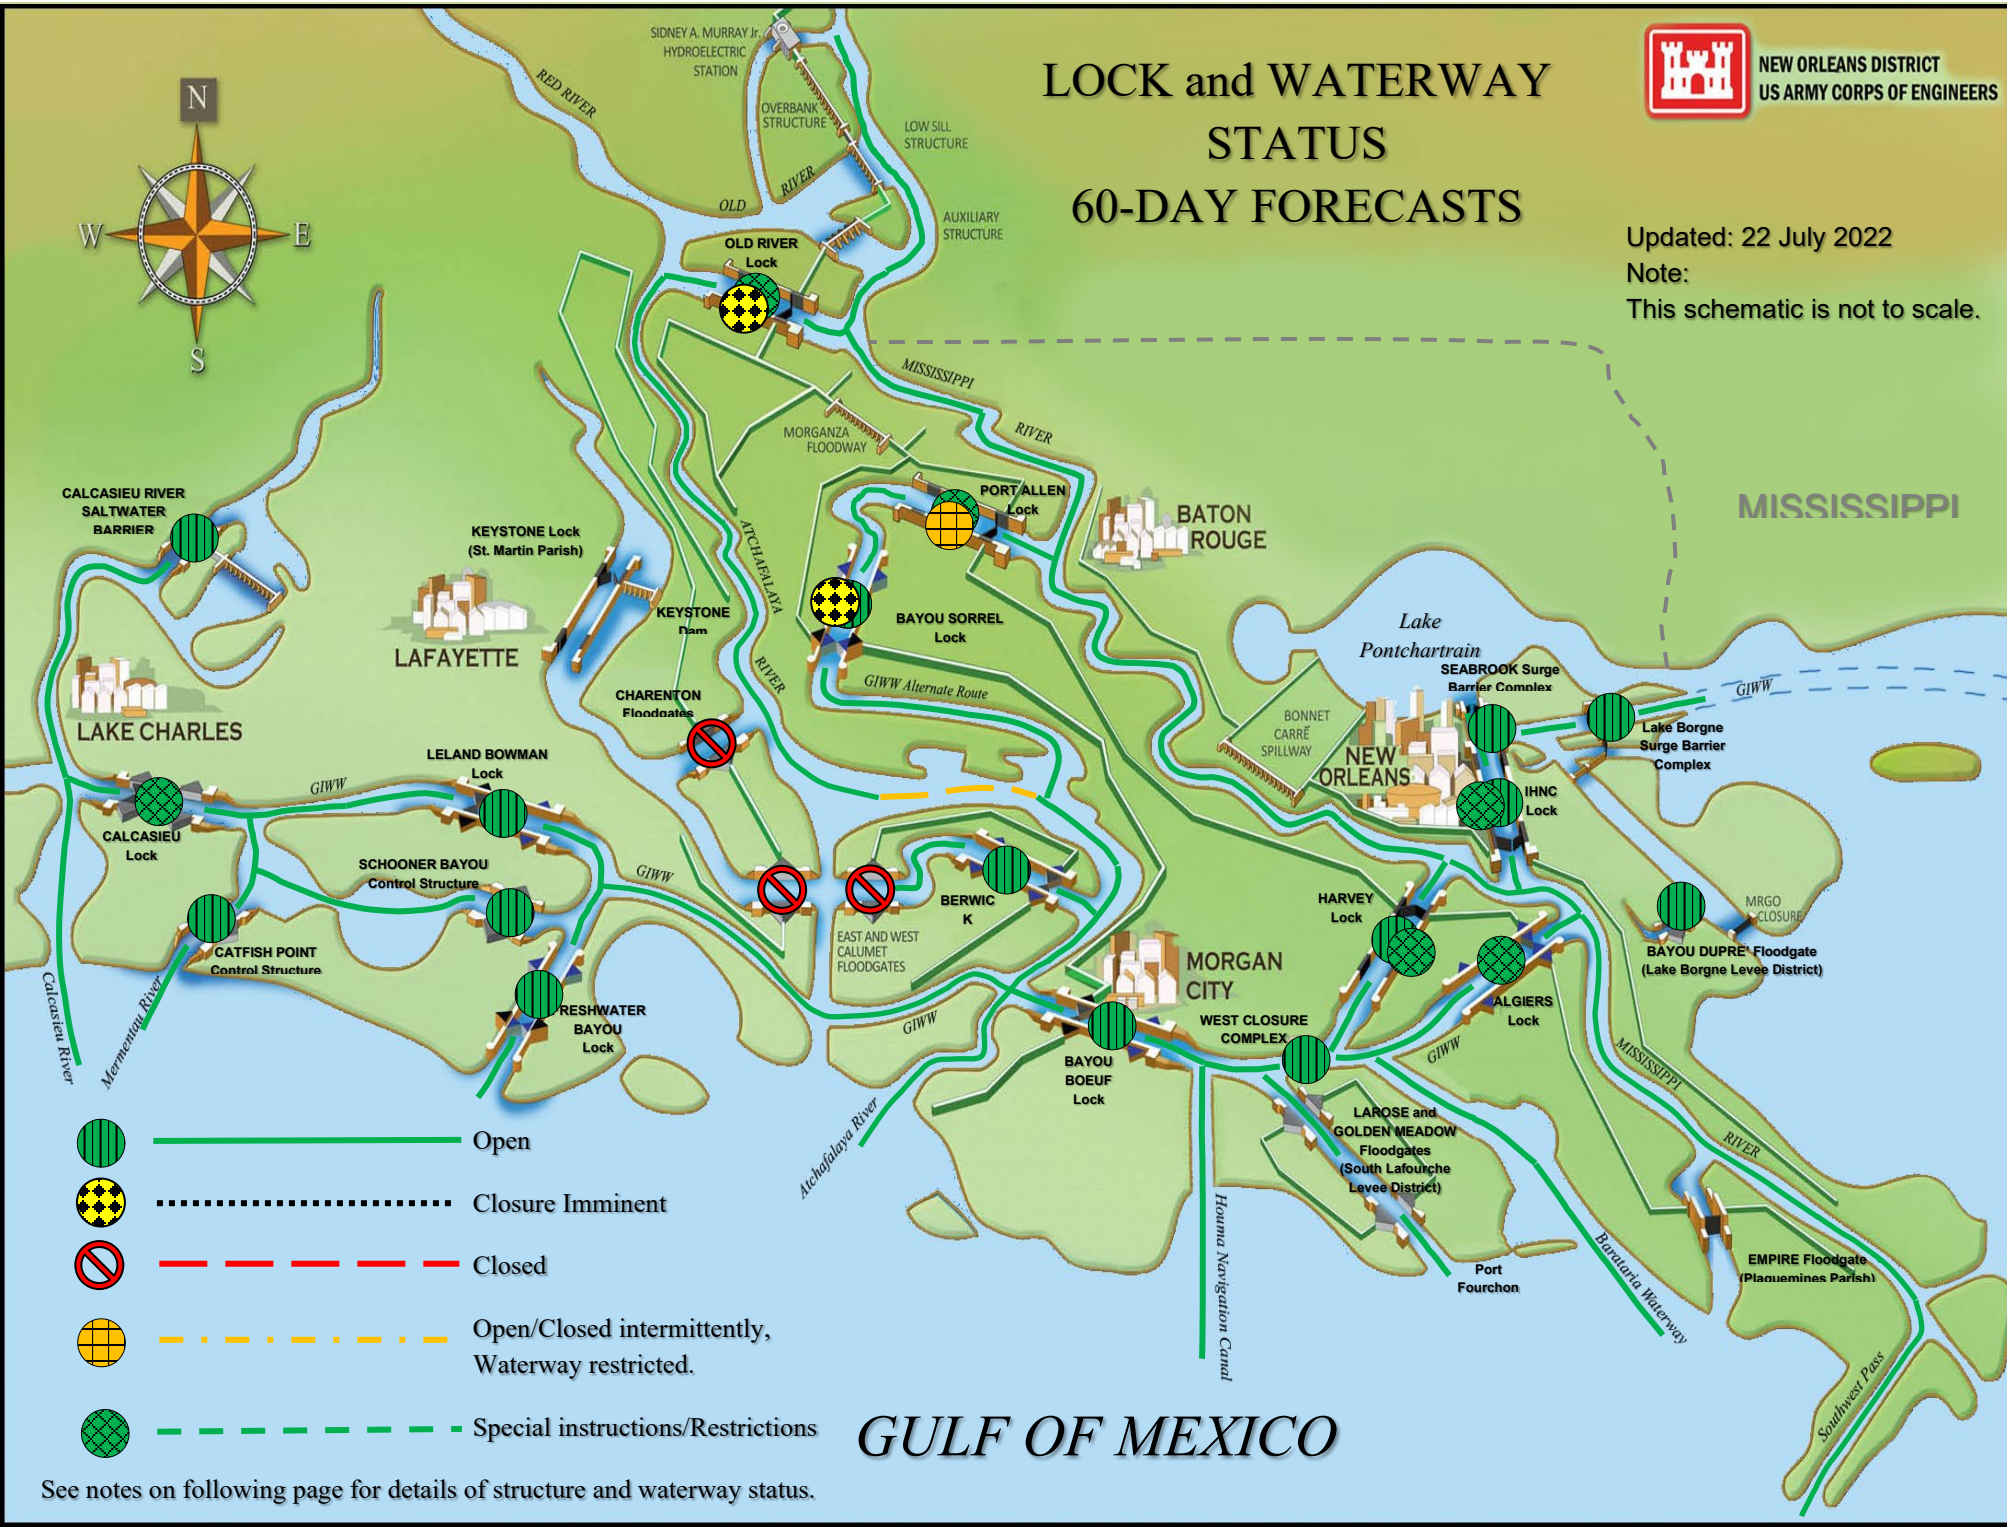 LOCK and WATERWAY
STATUS
60-DAY FORECASTS
NEW ORLEANS DISTRICT
US ARMY CORPS OF ENGINEERS
Updated: 22 July 2022
Note:
This schematic is not to scale.
N
W
E
S
SIDNEY A. MURRAY Jr.
HYDROELECTRIC
STATION
RED RIVER
OVERBANK
STRUCTURE
LOW SILL
STRUCTURE
OLD
RIVER
AUXILIARY
STRUCTURE
OLD RIVER
Lock
MISSISSIPPI
RIVER
MORGANZA
FLOODWAY
CALCASIEU RIVER
SALTWATER
BARRIER
KEYSTONE Lock
(St. Martin Parish)
PORT ALLEN
Lock
BATON
ROUGE
MISSISSIPPI
ATCHAFALAYA
RIVER
KEYSTONE
Dam
BAYOU SORREL
Lock
LAFAYETTE
Lake
Pontchartrain
SEABROOK Surge
Barrier Complex
GIWW
GIWW Alternate Route
CHARENTON
Floodgates
LAKE CHARLES
BONNET
CARRÉ
SPILLWAY
NEW
ORLEANS
Lake Borgne
Surge Barrier
Complex
LELAND BOWMAN
Lock
GIWW
IHNC
Lock
CALCASIEU
Lock
SCHOONER BAYOU
Control Structure
GIWW
BERWIC
K
HARVEY
Lock
MRGO
CLOSURE
EAST AND WEST
CALUMET
FLOODGATES
CATFISH POINT
Control Structure
BAYOU DUPRE' Floodgate
(Lake Borgne Levee District)
MORGAN
CITY
ALGIERS
Lock
Calcasieu River
Mermentau River
RESHWATER
BAYOU
Lock
GIWW
WEST CLOSURE
COMPLEX
GIWW
MISSISSIPPI
RIVER
BAYOU
BOEUF
Lock
Atchafalaya River
LAROSE and
GOLDEN MEADOW
Floodgates
(South Lafourche
Levee District)
Houma Navigation Canal
Port
Fourchon
Barataria Waterway
EMPIRE Floodgate
(Plaquemines Parish)
Southwest Pass
Open
Closure Imminent
Closed
Open/Closed intermittently,
Waterway restricted.
Special instructions/Restrictions
GULF OF MEXICO
See notes on following page for details of structure and waterway status.